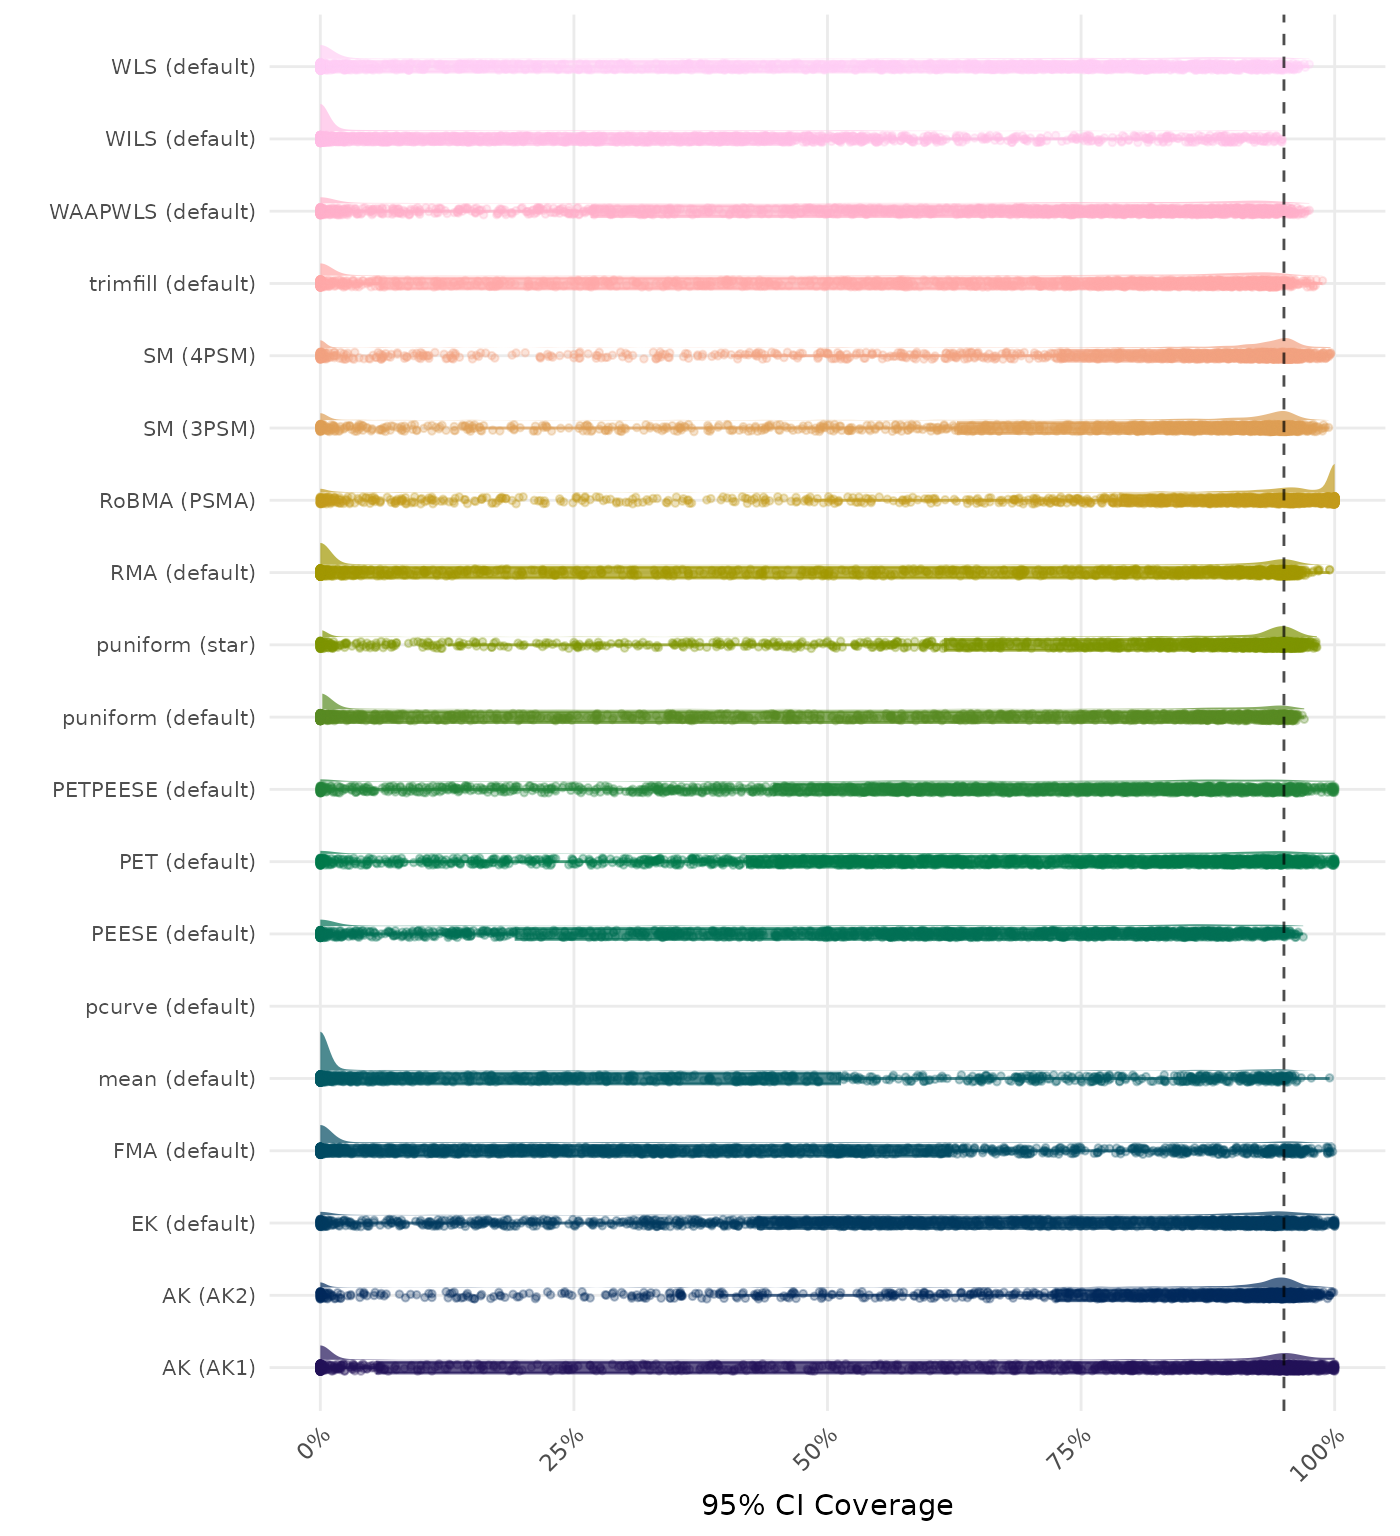 WLS (default)
WILS (default)
WAAPWLS (default)
trimfill (default)
SM (4PSM)
SM (3PSM)
RoBMA (PSMA)
RMA (default)
puniform (star)
puniform (default)
PETPEESE (default)
PET (default)
PEESE (default)
pcurve (default)
mean (default)
FMA (default)
EK (default)
AK (AK2)
AK (AK1)
0% 25% 50% 75% 100%
95% CI Coverage